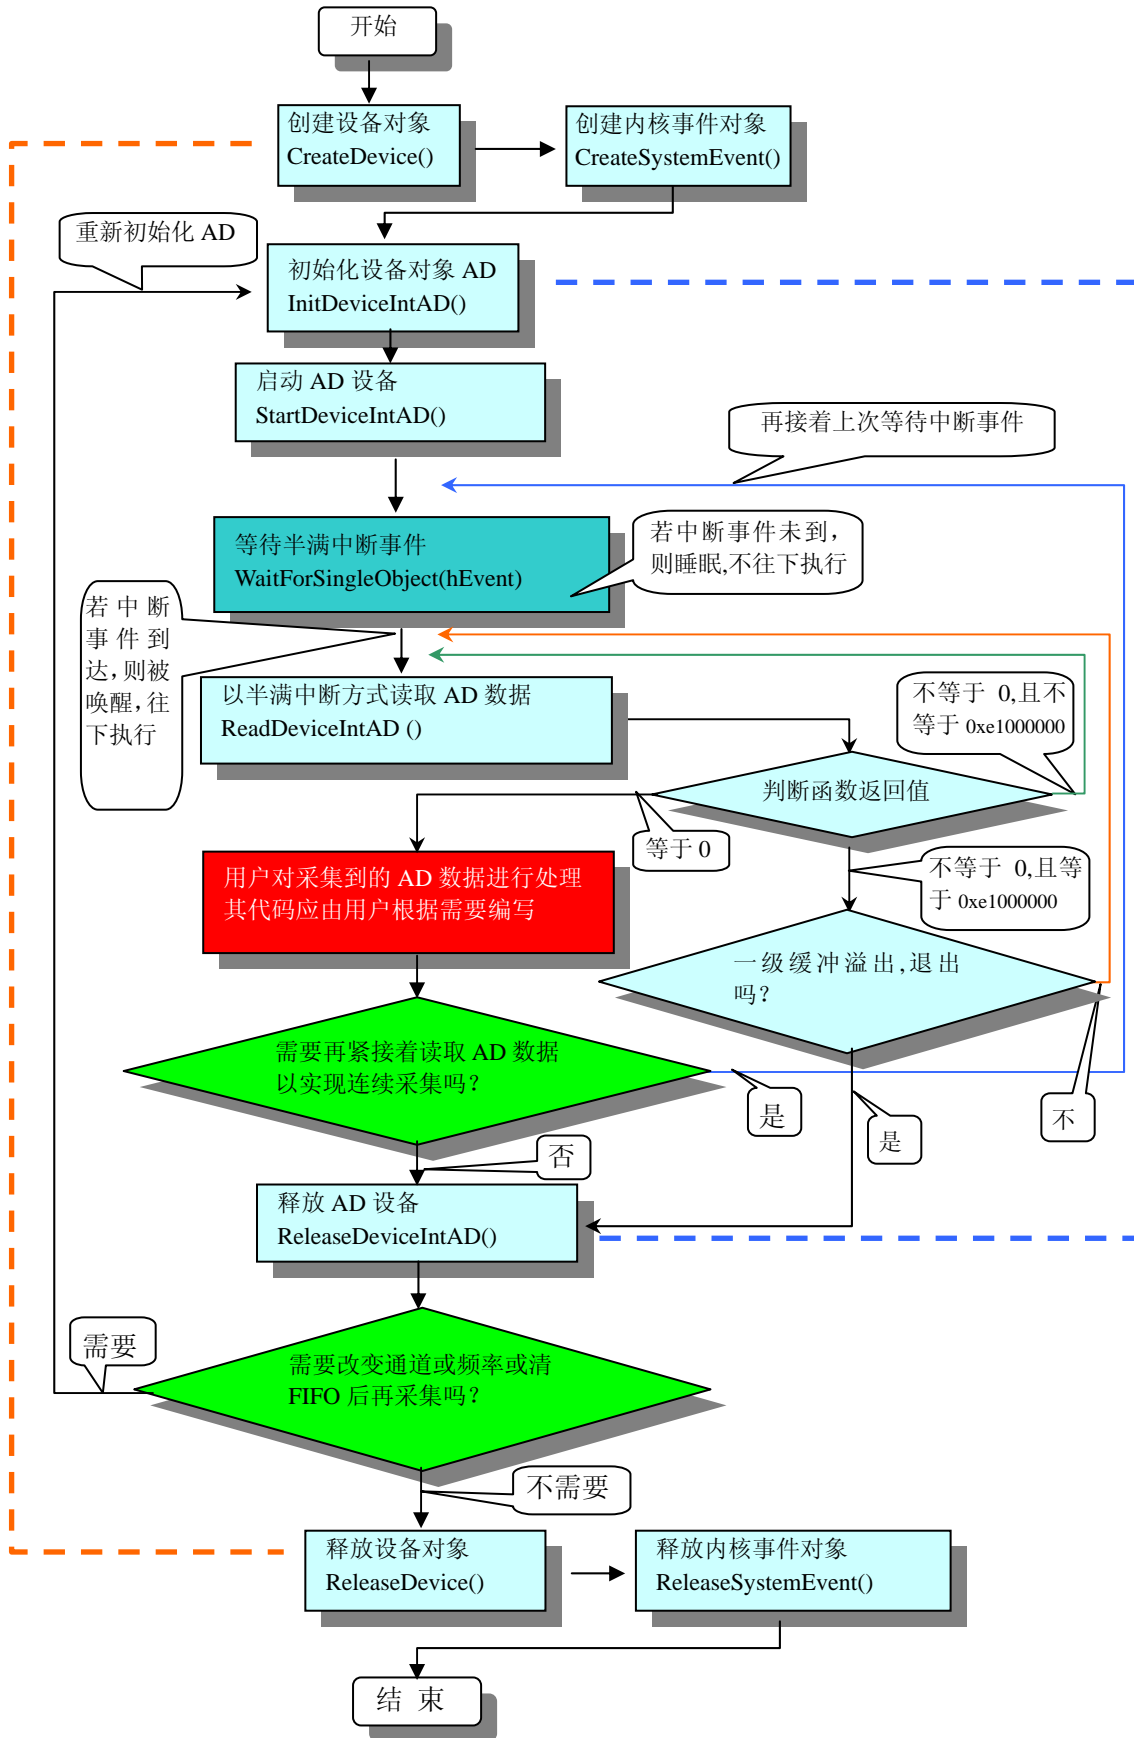 开始
创建设备对象
CreateDevice()
创建内核事件对象
CreateSystemEvent()
重新初始化 AD
初始化设备对象 AD
InitDeviceIntAD()
启动 AD 设备
StartDeviceIntAD()
再接着上次等待中断事件
等待半满中断事件
WaitForSingleObject(hEvent)
若中断事件未到，
则睡眠,不往下执行
若中断
事件到
达，则被
唤醒，往
下执行
以半满中断方式读取 AD 数据
ReadDeviceIntAD ()
不等于 0,且不
等于 0xe1000000
判断函数返回值
等于 0
不等于 0,且等
于 0xe1000000
用户对采集到的 AD 数据进行处理
其代码应由用户根据需要编写
一级缓冲溢出,退出
吗？
需要再紧接着读取 AD 数据
以实现连续采集吗？
是
是
不
否
释放 AD 设备
ReleaseDeviceIntAD()
需要
需要改变通道或频率或清
FIFO 后再采集吗？
不需要
释放设备对象
ReleaseDevice()
释放内核事件对象
ReleaseSystemEvent()
结 束